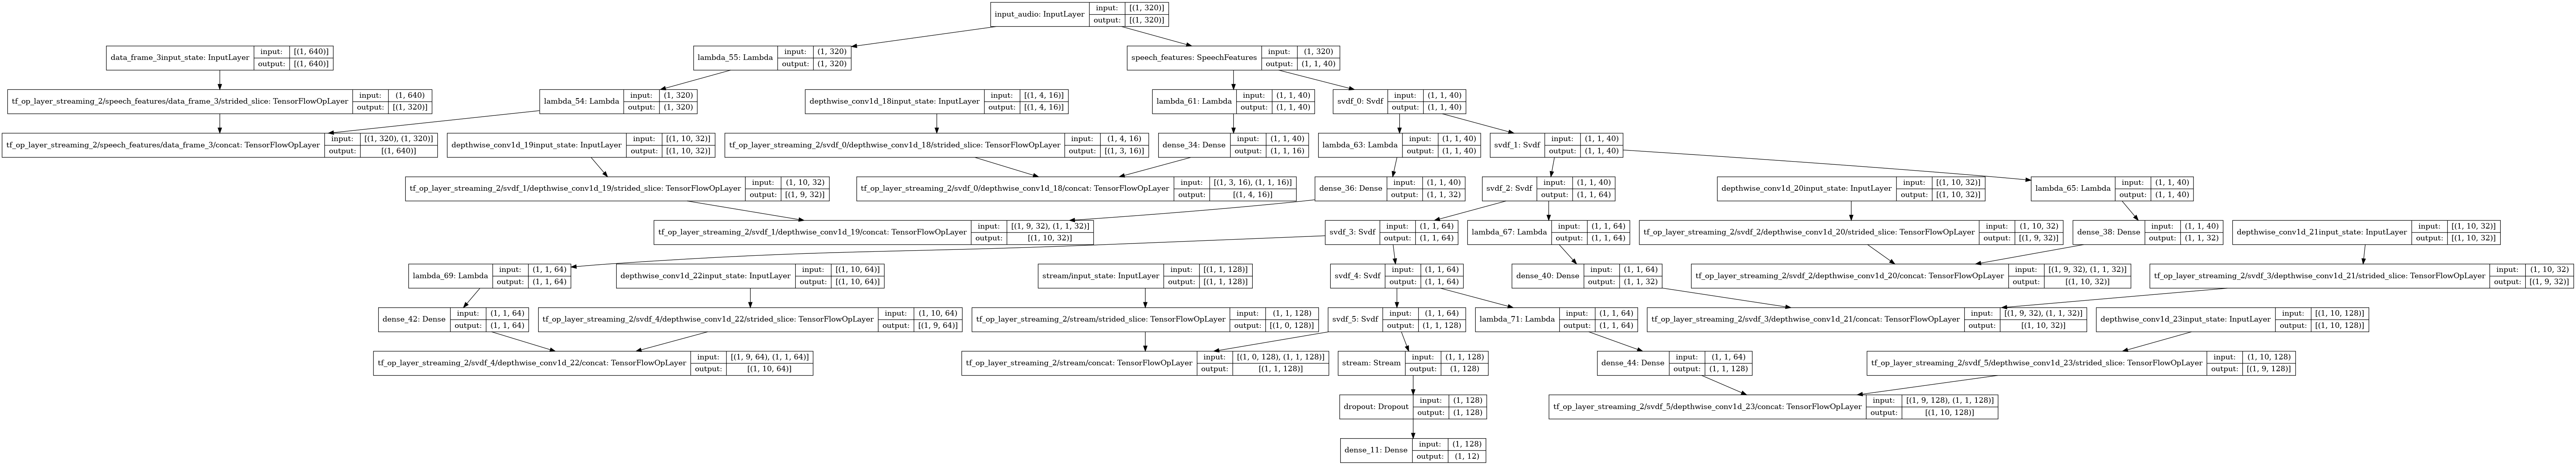 input_audio: InputLayer input: [(1, 320)]
output: [(1, 320)]
data_frame_3input_state: InputLayer input: [(1, 640)]
output: [(1, 640)]
lambda_55: Lambda input: (1, 320)
output: (1, 320)
speech_features: SpeechFeatures input: (1, 320)
output: (1, 1, 40)
tf_op_layer_streaming_2/speech_features/data_frame_3/strided_slice: TensorFlowOpLayer input: (1, 640)
output: [(1, 320)]
lambda_54: Lambda input: (1, 320)
output: (1, 320)
depthwise_conv1d_18input_state: InputLayer input: [(1, 4, 16)]
output: [(1, 4, 16)]
lambda_61: Lambda input: (1, 1, 40)
output: (1, 1, 40)
svdf_0: Svdf input: (1, 1, 40)
output: (1, 1, 40)
tf_op_layer_streaming_2/speech_features/data_frame_3/concat: TensorFlowOpLayer input: [(1, 320), (1, 320)]
output: [(1, 640)]
depthwise_conv1d_19input_state: InputLayer input: [(1, 10, 32)]
output: [(1, 10, 32)]
tf_op_layer_streaming_2/svdf_0/depthwise_conv1d_18/strided_slice: TensorFlowOpLayer input: (1, 4, 16)
output: [(1, 3, 16)]
dense_34: Dense input: (1, 1, 40)
output: (1, 1, 16)
lambda_63: Lambda input: (1, 1, 40)
output: (1, 1, 40)
svdf_1: Svdf input: (1, 1, 40)
output: (1, 1, 40)
tf_op_layer_streaming_2/svdf_1/depthwise_conv1d_19/strided_slice: TensorFlowOpLayer input: (1, 10, 32)
output: [(1, 9, 32)]
tf_op_layer_streaming_2/svdf_0/depthwise_conv1d_18/concat: TensorFlowOpLayer input: [(1, 3, 16), (1, 1, 16)]
output: [(1, 4, 16)]
dense_36: Dense input: (1, 1, 40)
output: (1, 1, 32)
svdf_2: Svdf input: (1, 1, 40)
output: (1, 1, 64)
depthwise_conv1d_20input_state: InputLayer input: [(1, 10, 32)]
output: [(1, 10, 32)]
lambda_65: Lambda input: (1, 1, 40)
output: (1, 1, 40)
tf_op_layer_streaming_2/svdf_1/depthwise_conv1d_19/concat: TensorFlowOpLayer input: [(1, 9, 32), (1, 1, 32)]
output: [(1, 10, 32)]
svdf_3: Svdf input: (1, 1, 64)
output: (1, 1, 64)
lambda_67: Lambda input: (1, 1, 64)
output: (1, 1, 64)
tf_op_layer_streaming_2/svdf_2/depthwise_conv1d_20/strided_slice: TensorFlowOpLayer input: (1, 10, 32)
output: [(1, 9, 32)]
dense_38: Dense input: (1, 1, 40)
output: (1, 1, 32)
depthwise_conv1d_21input_state: InputLayer input: [(1, 10, 32)]
output: [(1, 10, 32)]
lambda_69: Lambda input: (1, 1, 64)
output: (1, 1, 64)
depthwise_conv1d_22input_state: InputLayer input: [(1, 10, 64)]
output: [(1, 10, 64)]
stream/input_state: InputLayer input: [(1, 1, 128)]
output: [(1, 1, 128)]
svdf_4: Svdf input: (1, 1, 64)
output: (1, 1, 64)
dense_40: Dense input: (1, 1, 64)
output: (1, 1, 32)
tf_op_layer_streaming_2/svdf_2/depthwise_conv1d_20/concat: TensorFlowOpLayer input: [(1, 9, 32), (1, 1, 32)]
output: [(1, 10, 32)]
tf_op_layer_streaming_2/svdf_3/depthwise_conv1d_21/strided_slice: TensorFlowOpLayer input: (1, 10, 32)
output: [(1, 9, 32)]
dense_42: Dense input: (1, 1, 64)
output: (1, 1, 64)
tf_op_layer_streaming_2/svdf_4/depthwise_conv1d_22/strided_slice: TensorFlowOpLayer input: (1, 10, 64)
output: [(1, 9, 64)]
tf_op_layer_streaming_2/stream/strided_slice: TensorFlowOpLayer input: (1, 1, 128)
output: [(1, 0, 128)]
svdf_5: Svdf input: (1, 1, 64)
output: (1, 1, 128)
lambda_71: Lambda input: (1, 1, 64)
output: (1, 1, 64)
tf_op_layer_streaming_2/svdf_3/depthwise_conv1d_21/concat: TensorFlowOpLayer input: [(1, 9, 32), (1, 1, 32)]
output: [(1, 10, 32)]
depthwise_conv1d_23input_state: InputLayer input: [(1, 10, 128)]
output: [(1, 10, 128)]
tf_op_layer_streaming_2/svdf_4/depthwise_conv1d_22/concat: TensorFlowOpLayer input: [(1, 9, 64), (1, 1, 64)]
output: [(1, 10, 64)]
tf_op_layer_streaming_2/stream/concat: TensorFlowOpLayer input: [(1, 0, 128), (1, 1, 128)]
output: [(1, 1, 128)]
stream: Stream input: (1, 1, 128)
output: (1, 128)
dense_44: Dense input: (1, 1, 64)
output: (1, 1, 128)
tf_op_layer_streaming_2/svdf_5/depthwise_conv1d_23/strided_slice: TensorFlowOpLayer input: (1, 10, 128)
output: [(1, 9, 128)]
dropout: Dropout input: (1, 128)
output: (1, 128)
tf_op_layer_streaming_2/svdf_5/depthwise_conv1d_23/concat: TensorFlowOpLayer input: [(1, 9, 128), (1, 1, 128)]
output: [(1, 10, 128)]
dense_11: Dense input: (1, 128)
output: (1, 12)